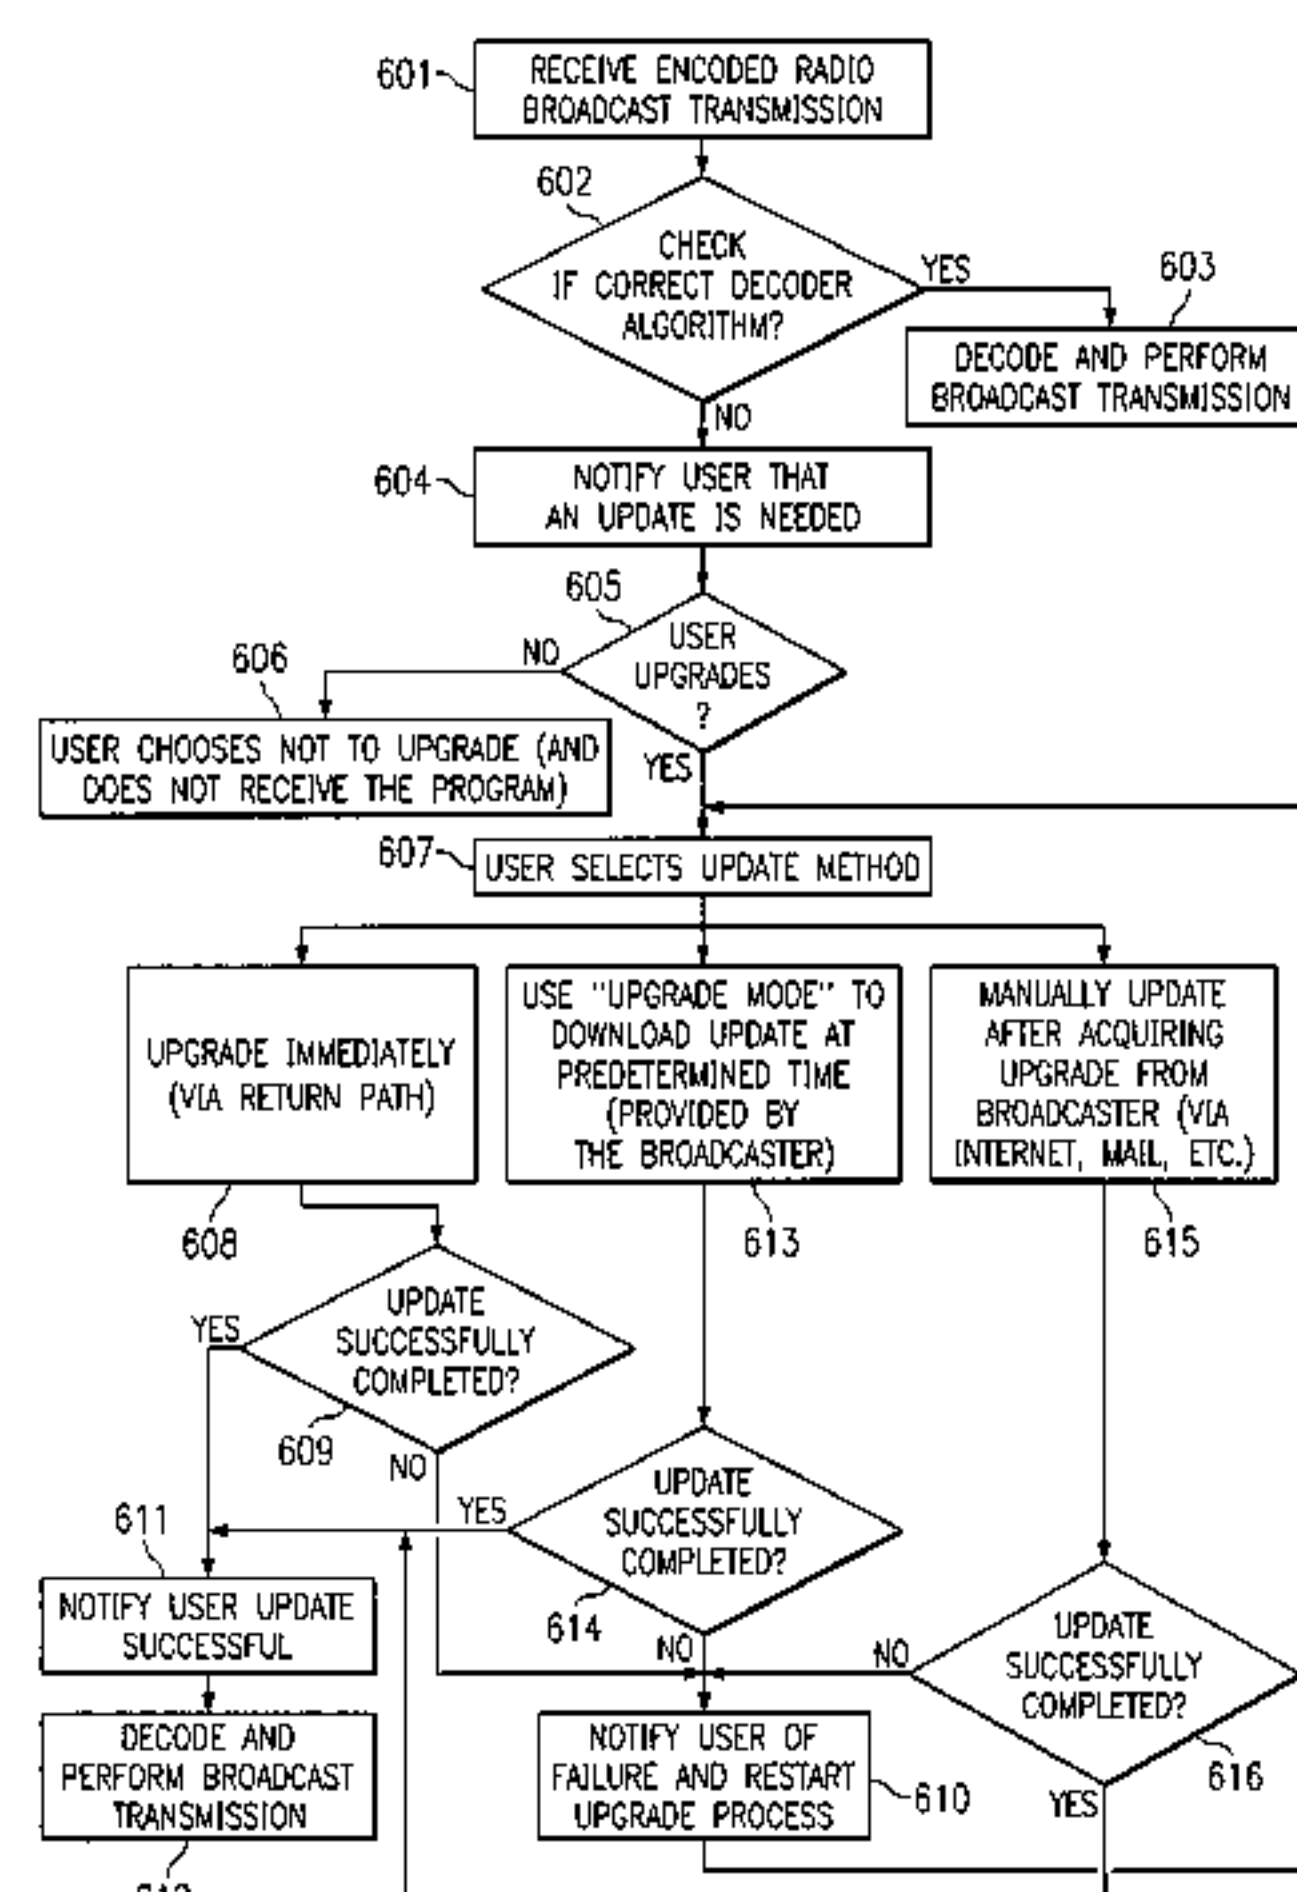 601
RECEIVE ENCODED RADIO
BROADCAST TRANSMISSION
602
CHECK
IF CORRECT DECODER
ALGORITHM?
YES
603
DECODE AND PERFORM
BROADCAST TRANSMISSION
NO
604
NOTIFY USER THAT
AN UPDATE IS NEEDED
605
USER
UPGRADES
?
NO
606
USER CHOOSES NOT TO UPGRADE (AND
DOES NOT RECEIVE THE PROGRAM)
YES
607
USER SELECTS UPDATE METHOD
UPGRADE IMMEDIATELY
(VIA RETURN PATH)
608
USE "UPGRADE MODE" TO
DOWNLOAD UPDATE AT
PREDETERMINED TIME
(PROVIDED BY
THE BROADCASTER)
613
MANUALLY UPDATE
AFTER ACQUIRING
UPGRADE FROM
BROADCASTER (VIA
INTERNET, MAIL, ETC.)
615
UPDATE
SUCCESSFULLY
COMPLETED?
YES
609
NO
UPDATE
SUCCESSFULLY
COMPLETED?
YES
614
NO
611
NOTIFY USER UPDATE
SUCCESSFUL
UPDATE
SUCCESSFULLY
COMPLETED?
NO
616
YES
DECODE AND
PERFORM BROADCAST
TRANSMISSION
NOTIFY USER OF
FAILURE AND RESTART
UPGRADE PROCESS
610